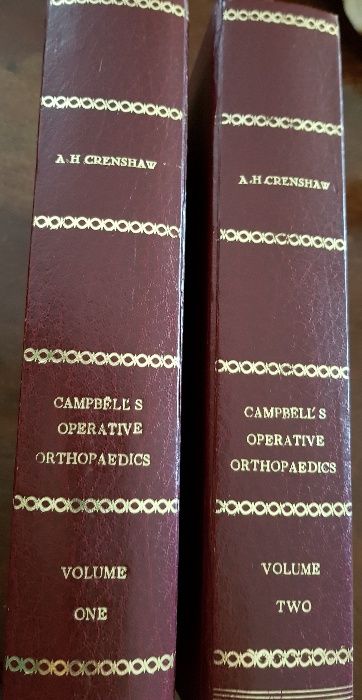 A.H.CRENSHAW
CAMPBELL'S
OPERATIVE
ORTHOPAEDICS
VOLUME
ONE
A.H.CRENSHAW
CAMPBELL'S
OPERATIVE
ORTHOPAEDICS
VOLUME
TWO